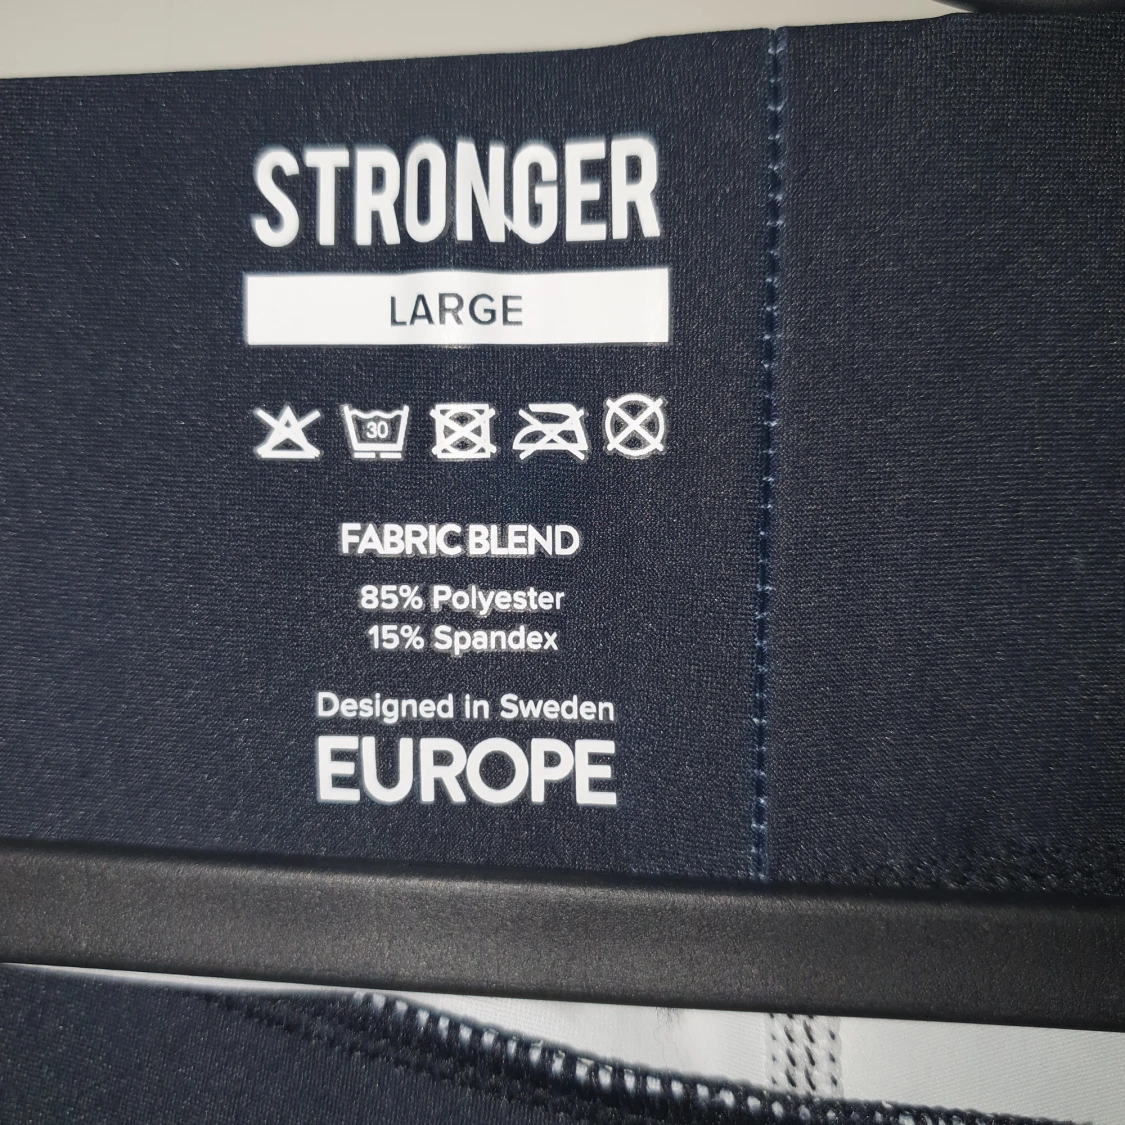 STRONGER
LARGE
30
FABRIC BLEND
85% Polyester
15% Spandex
Designed in Sweden
EUROPE